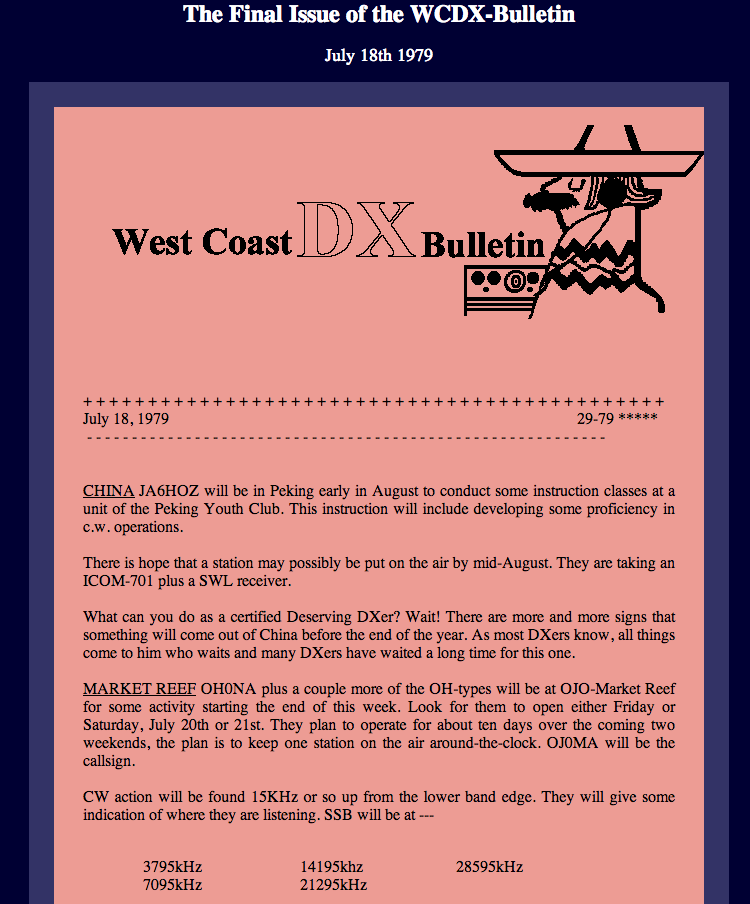 The Final Issue of the WCDX-Bulletin
July 18th 1979
West Coast DX Bulletin
+ + + + + + + + + + + + + + + + + + + + + + + + + + + + + + + + + + + + + + + + + + + + +
July 18, 1979 29-79 *****
- - - - - - - - - - - - - - - - - - - - - - - - - - - - - - - - - - - - - - - - - - - - - - - - - - - - - - - - - -
CHINA JA6HOZ will be in Peking early in August to conduct some instruction classes at a
unit of the Peking Youth Club. This instruction will include developing some proficiency in
c.w. operations.
There is hope that a station may possibly be put on the air by mid-August. They are taking an
ICOM-701 plus a SWL receiver.
What can you do as a certified Deserving DXer? Wait! There are more and more signs that
something will come out of China before the end of the year. As most DXers know, all things
come to him who waits and many DXers have waited a long time for this one.
MARKET REEF OH0NA plus a couple more of the OH-types will be at OJO-Market Reef
for some activity starting the end of this week. Look for them to open either Friday or
Saturday, July 20th or 21st. They plan to operate for about ten days over the coming two
weekends, the plan is to keep one station on the air around-the-clock. OJ0MA will be the
callsign.
CW action will be found 15KHz or so up from the lower band edge. They will give some
indication of where they are listening. SSB will be at ---
3795kHz 14195khz 28595kHz
7095kHz 21295kHz